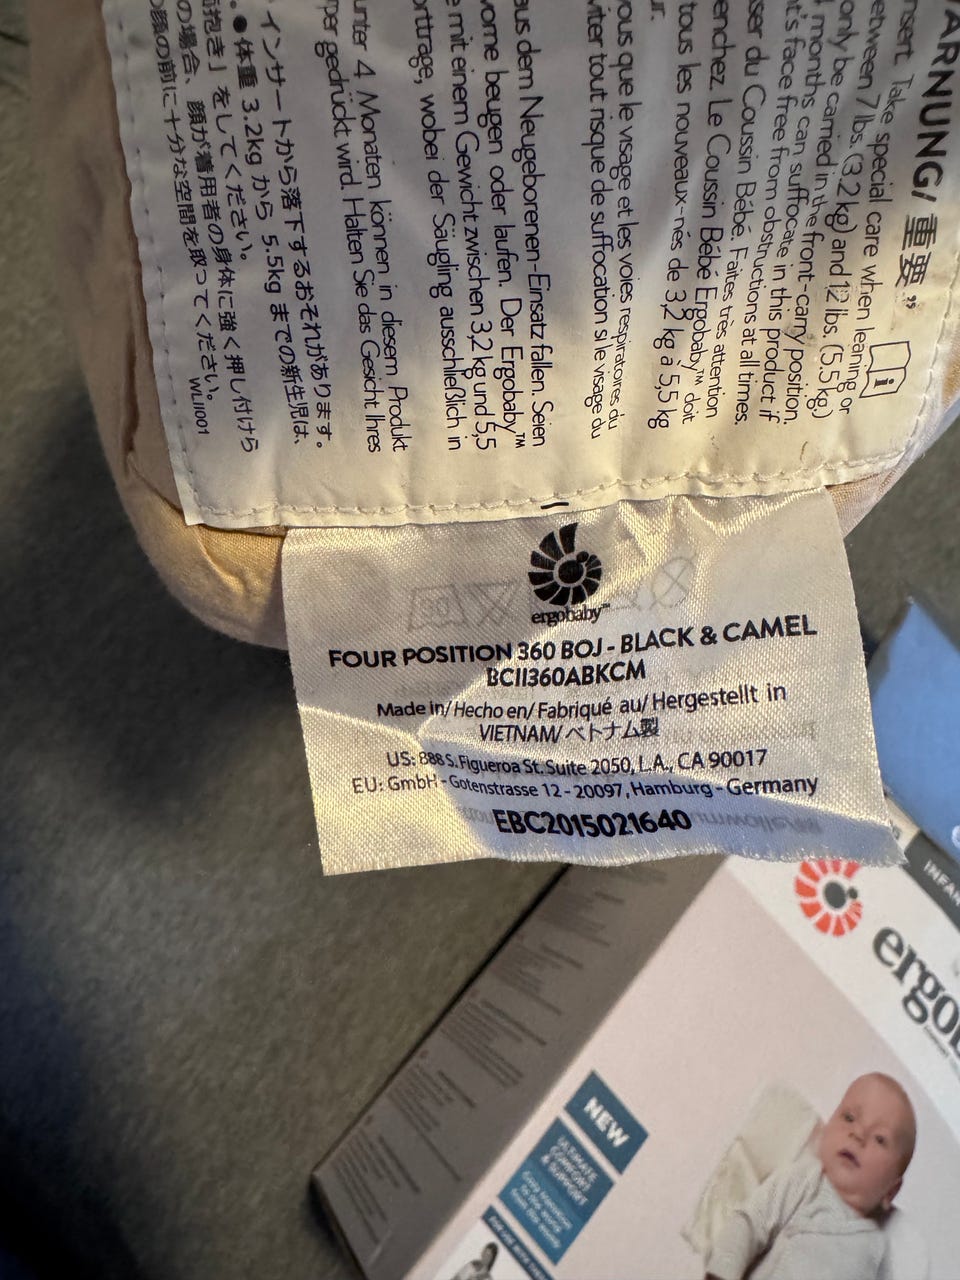 ARNUNG/ 重要”
nsert. Take special care when leaning or
etween 7 lbs. (3.2 kg) and 12 lbs. (5.5 kg.)
only be carried in the front-carry position.
months can suffocate in this product if
t's face free from obstructions at all times.
ser du Coussin Bébé. Faites très attention
enchez. Le Coussin Bébé Ergobaby™ doit
tous les nouveaux-nés de 3,2 kg à 5,5 kg
ur.
vous que le visage et les voies respiratoires du
viter tout risque de suffocation si le visage du
aus dem Neugeborenen-Einsatz fallen. Seien
vorne beugen oder laufen. Der Ergobaby™
e mit einem Gewicht zwischen 3,2 kg und 5,5
orttrage, wobei der Säugling ausschließlich in
unter 4 Monaten können in diesem Produkt
per gedrückt wird. Halten Sie das Gesicht Ihres
インサートから落下するおそれがあります。
。●体重 3.2kg から 5.5kg までの新生児は、
抱き」をしてください。
の場合、顔が着用者の身体に強く押し付けら
の顔の前に十分な空間を取ってください。
WLII001
ergobaby™
FOUR POSITION 360 BOJ - BLACK & CAMEL
BCII360ABKCM
Made in/ Hecho en/ Fabriqué au/ Hergestellt in
VIETNAM/ ベトナム製
US: 888 S. Figueroa St. Suite 2050, L.A., CA 90017
EU: GmbH - Gotenstrasse 12 - 20097, Hamburg - Germany
EBC2015021640
INFAN
ergo
NEW
ULTIMATE
COMFORT
& SUPPORT